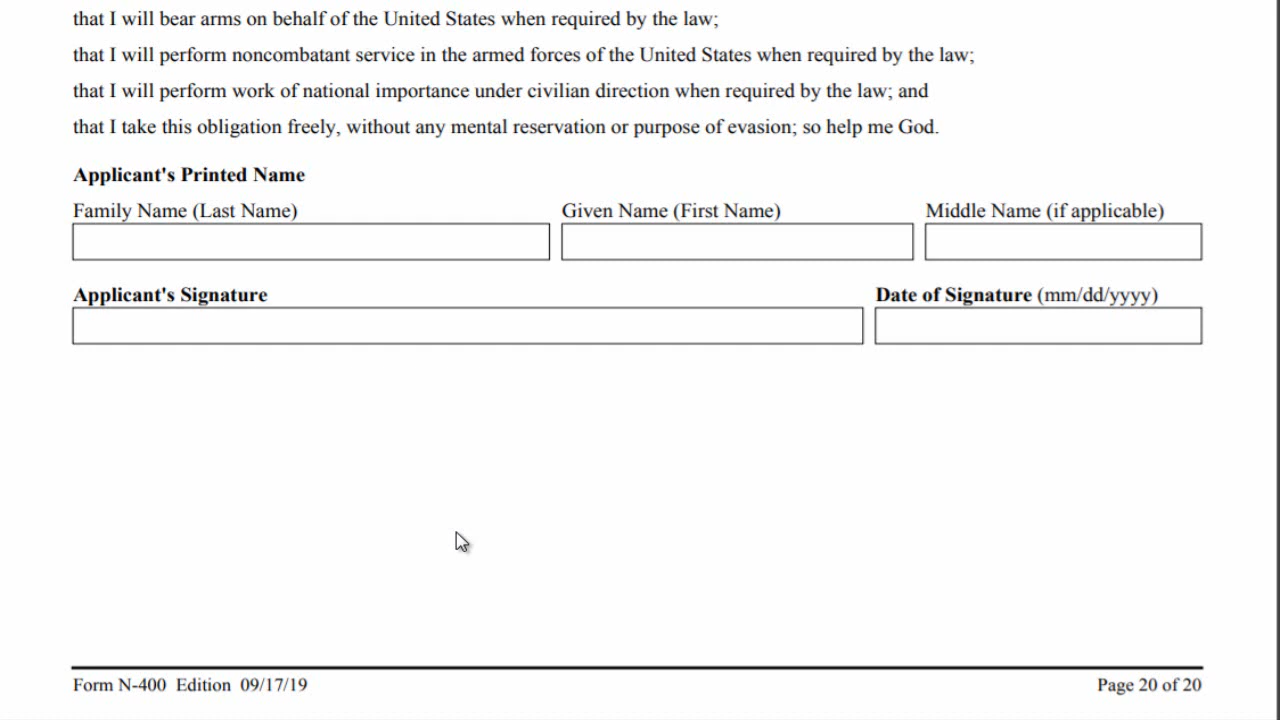 that I will bear arms on behalf of the United States when required by the law;
that I will perform noncombatant service in the armed forces of the United States when required by the law;
that I will perform work of national importance under civilian direction when required by the law; and
that I take this obligation freely, without any mental reservation or purpose of evasion; so help me God.
Applicant's Printed Name
Family Name (Last Name) Given Name (First Name) Middle Name (if applicable)
Applicant's Signature Date of Signature (mm/dd/yyyy)
Form N-400 Edition 09/17/19 Page 20 of 20